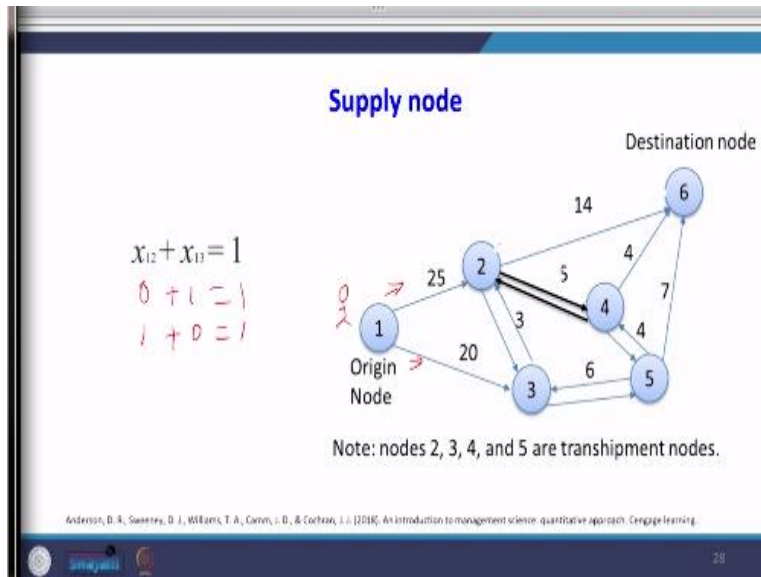 Supply node
Destination node
6
14
x₁₂ + x₁₃ = 1
0 + 1 = 1
1 + 0 = 1
2
25
5
4
4
0
2
1
3
4
7
20
6
5
3
Origin
Node
Note: nodes 2, 3, 4, and 5 are transhipment nodes.
Anderson, D. R., Sweeney, D. J., Williams, T. A., Camm, J. D., & Cochran, J. J. (2018). An introduction to management science: quantitative approach. Cengage learning.
28